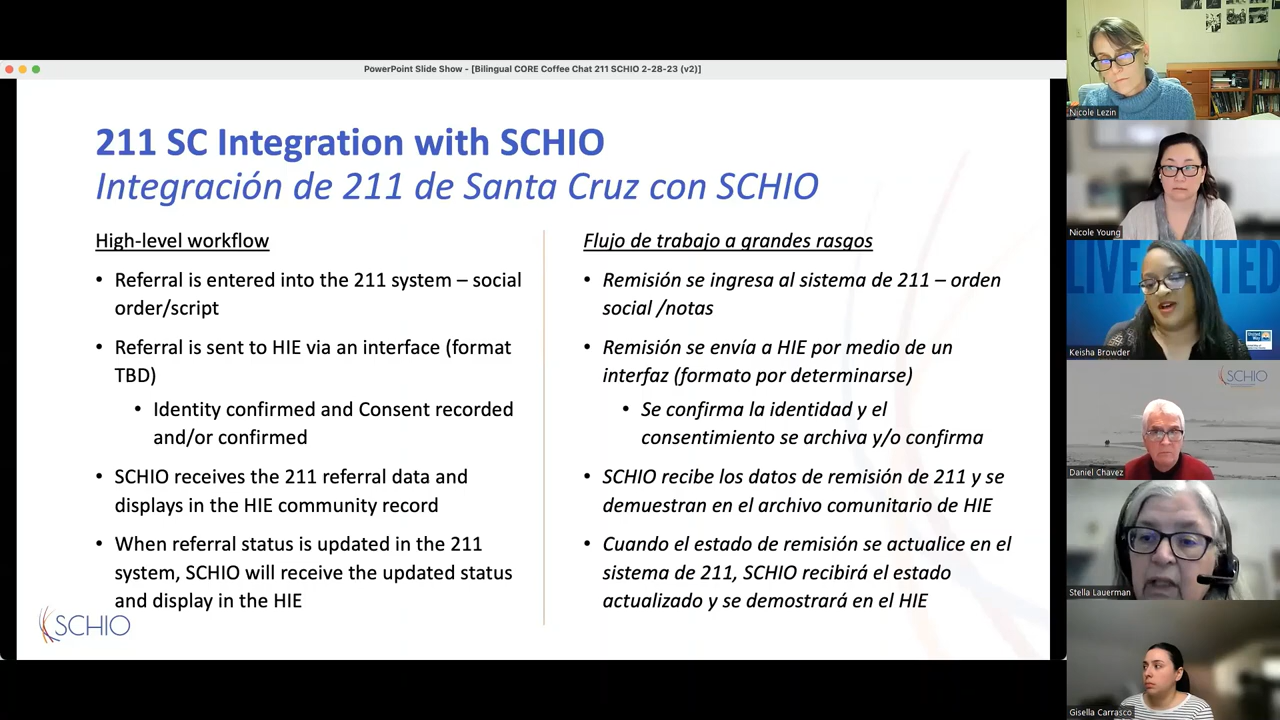 PowerPoint Slide Show - [Bilingual CORE Coffee Chat 211 SCHIO 2-28-23 (v2)]
211 SC Integration with SCHIO
Integración de 211 de Santa Cruz con SCHIO
High-level workflow
• Referral is entered into the 211 system – social
order/script
• Referral is sent to HIE via an interface (format
TBD)
• Identity confirmed and Consent recorded
and/or confirmed
• SCHIO receives the 211 referral data and
displays in the HIE community record
• When referral status is updated in the 211
system, SCHIO will receive the updated status
and display in the HIE
SCHIO
Flujo de trabajo a grandes rasgos
• Remisión se ingresa al sistema de 211 – orden
social /notas
• Remisión se envía a HIE por medio de un
interfaz (formato por determinarse)
• Se confirma la identidad y el
consentimiento se archiva y/o confirma
• SCHIO recibe los datos de remisión de 211 y se
demuestran en el archivo comunitario de HIE
• Cuando el estado de remisión se actualice en el
sistema de 211, SCHIO recibirá el estado
actualizado y se demostrará en el HIE
Nicole Lezin
Nicole Young
LIVE UNITED
United Way
Keisha Browder
SCHIO
Daniel Chavez
Stella Lauerman
Gisella Carrasco